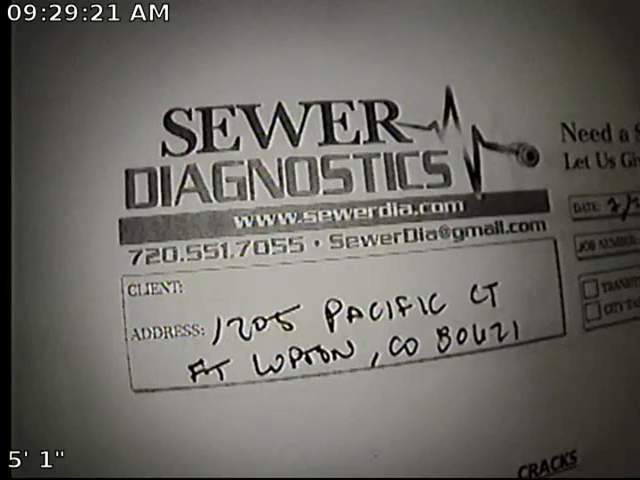 09:29:21 AM
SEWER
DIAGNOSTICS
www.sewerdia.com
720.551.7055 • SewerDia@gmail.com
CLIENT:
ADDRESS: 1205 PACIFIC CT
FT LUPTON, CO 80621
Need a
Let Us
DATE:
JOB NUMBER
CITY
5' 1"
CRACKS